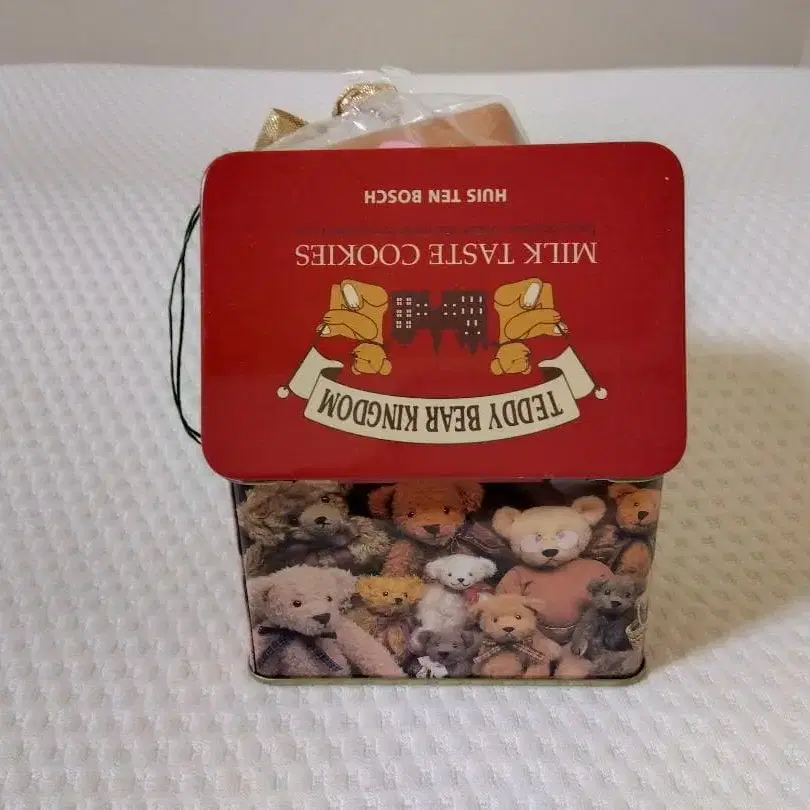 TEDDY BEAR KINGDOM
MILK TASTE COOKIES
HUIS TEN BOSCH